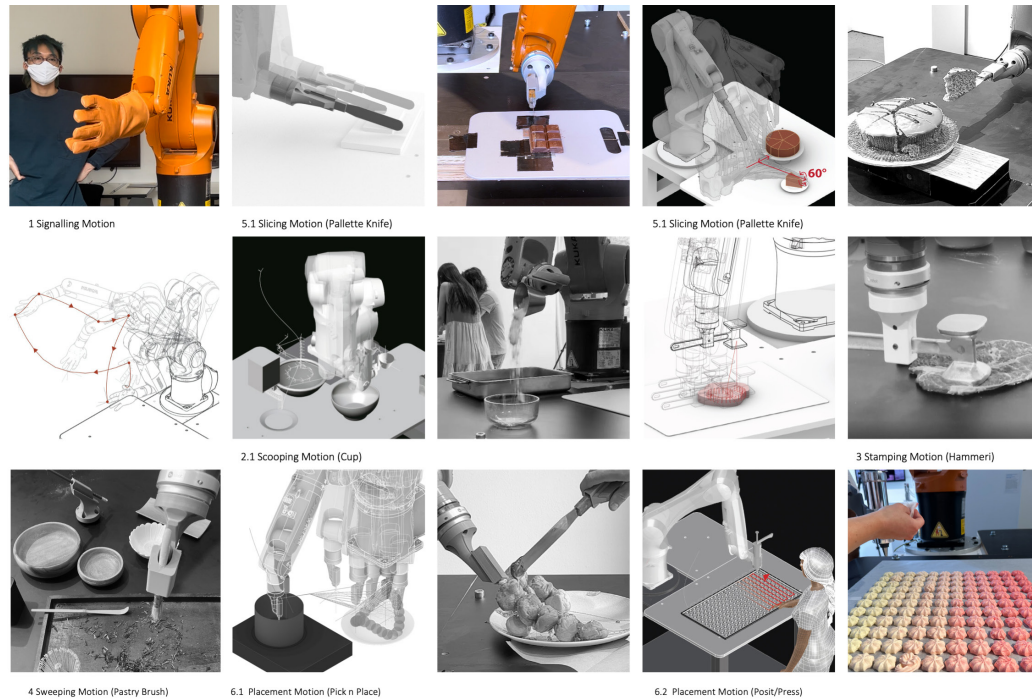 KUKA
1 Signalling Motion
5.1 Slicing Motion (Pallette Knife)
60°
5.1 Slicing Motion (Pallette Knife)
KUKA
2.1 Scooping Motion (Cup)
3 Stamping Motion (Hammeri)
4 Sweeping Motion (Pastry Brush)
6.1 Placement Motion (Pick n Place)
6.2 Placement Motion (Posit/Press)